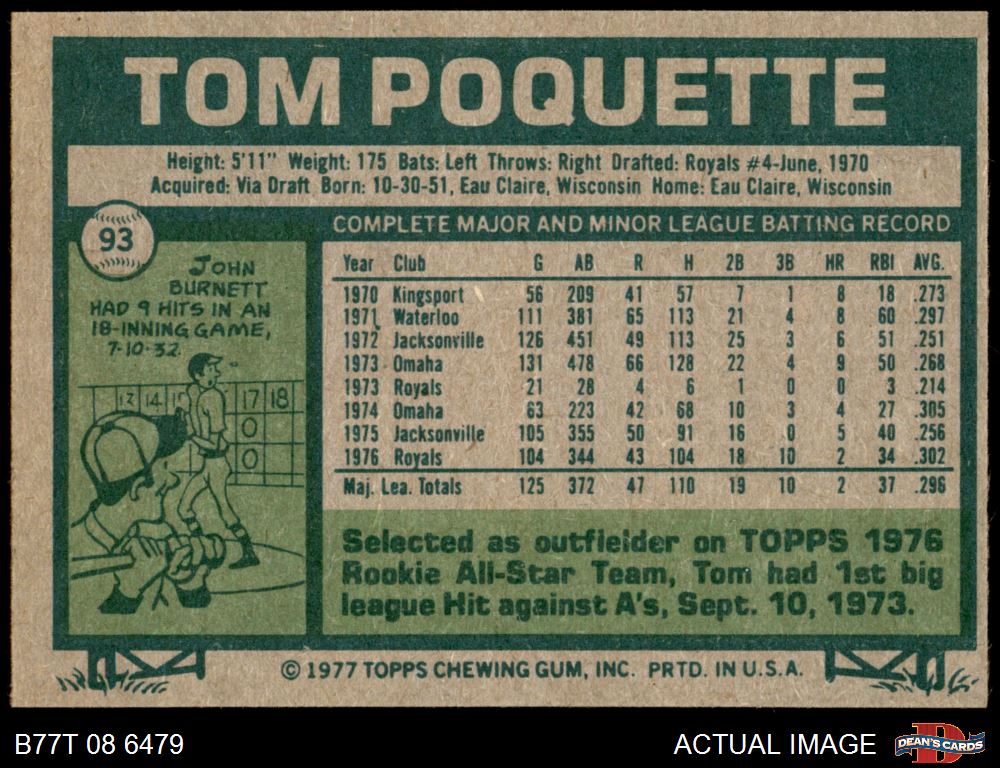 TOM POQUETTE
Height: 5'11" Weight: 175 Bats: Left Throws: Right Drafted: Royals #4-June, 1970
Acquired: Via Draft Born: 10-30-51, Eau Claire, Wisconsin Home: Eau Claire, Wisconsin
93
JOHN
BURNETT
HAD 9 HITS IN AN
18-INNING GAME,
7-10-32.
13 14 1 17 18
0
0
COMPLETE MAJOR AND MINOR LEAGUE BATTING RECORD
Year Club G AB R H 2B 3B HR RBI AVG.
1970 Kingsport 56 209 41 57 7 1 8 18 .273
1971 Waterloo 111 381 65 113 21 4 8 60 .297
1972 Jacksonville 126 451 49 113 25 3 6 51 .251
1973 Omaha 131 478 66 128 22 4 9 50 .268
1973 Royals 21 28 4 6 1 0 0 3 .214
1974 Omaha 63 223 42 68 10 3 4 27 .305
1975 Jacksonville 105 355 50 91 16 0 5 40 .256
1976 Royals 104 344 43 104 18 10 2 34 .302
Maj. Lea. Totals 125 372 47 110 19 10 2 37 .296
Selected as outfielder on TOPPS 1976
Rookie All-Star Team, Tom had 1st big
league Hit against A's, Sept. 10, 1973.
© 1977 TOPPS CHEWING GUM, INC. PRTD. IN U.S.A.
B77T 08 6479
ACTUAL IMAGE
D
DEAN'S CARDS